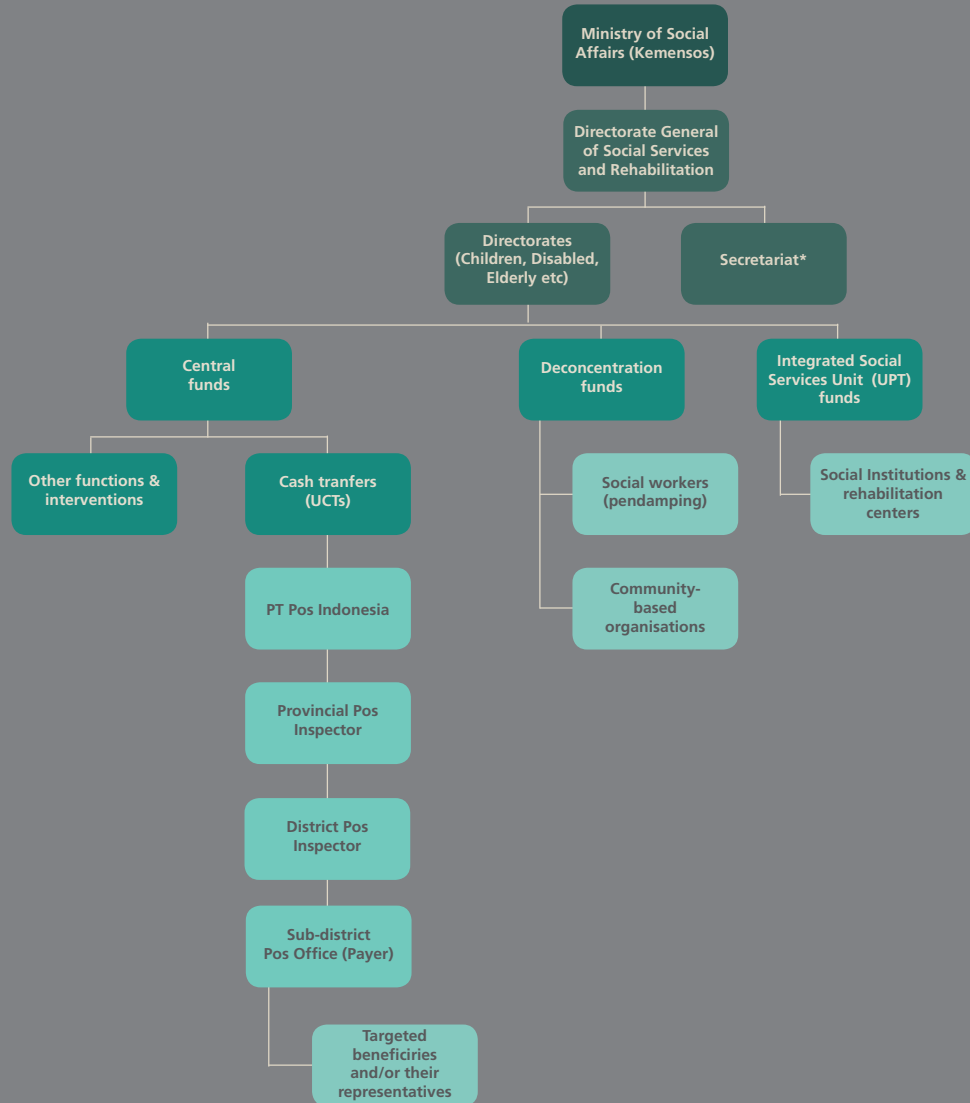 Ministry of Social
Affairs (Kemensos)
Directorate General
of Social Services
and Rehabilitation
Directorates
(Children, Disabled,
Elderly etc)
Secretariat*
Central
funds
Deconcentration
funds
Integrated Social
Services Unit (UPT)
funds
Other functions &
interventions
Cash tranfers
(UCTs)
Social workers
(pendamping)
Social Institutions &
rehabilitation
centers
PT Pos Indonesia
Community-
based
organisations
Provincial Pos
Inspector
District Pos
Inspector
Sub-district
Pos Office (Payer)
Targeted
beneficiries
and/or their
representatives